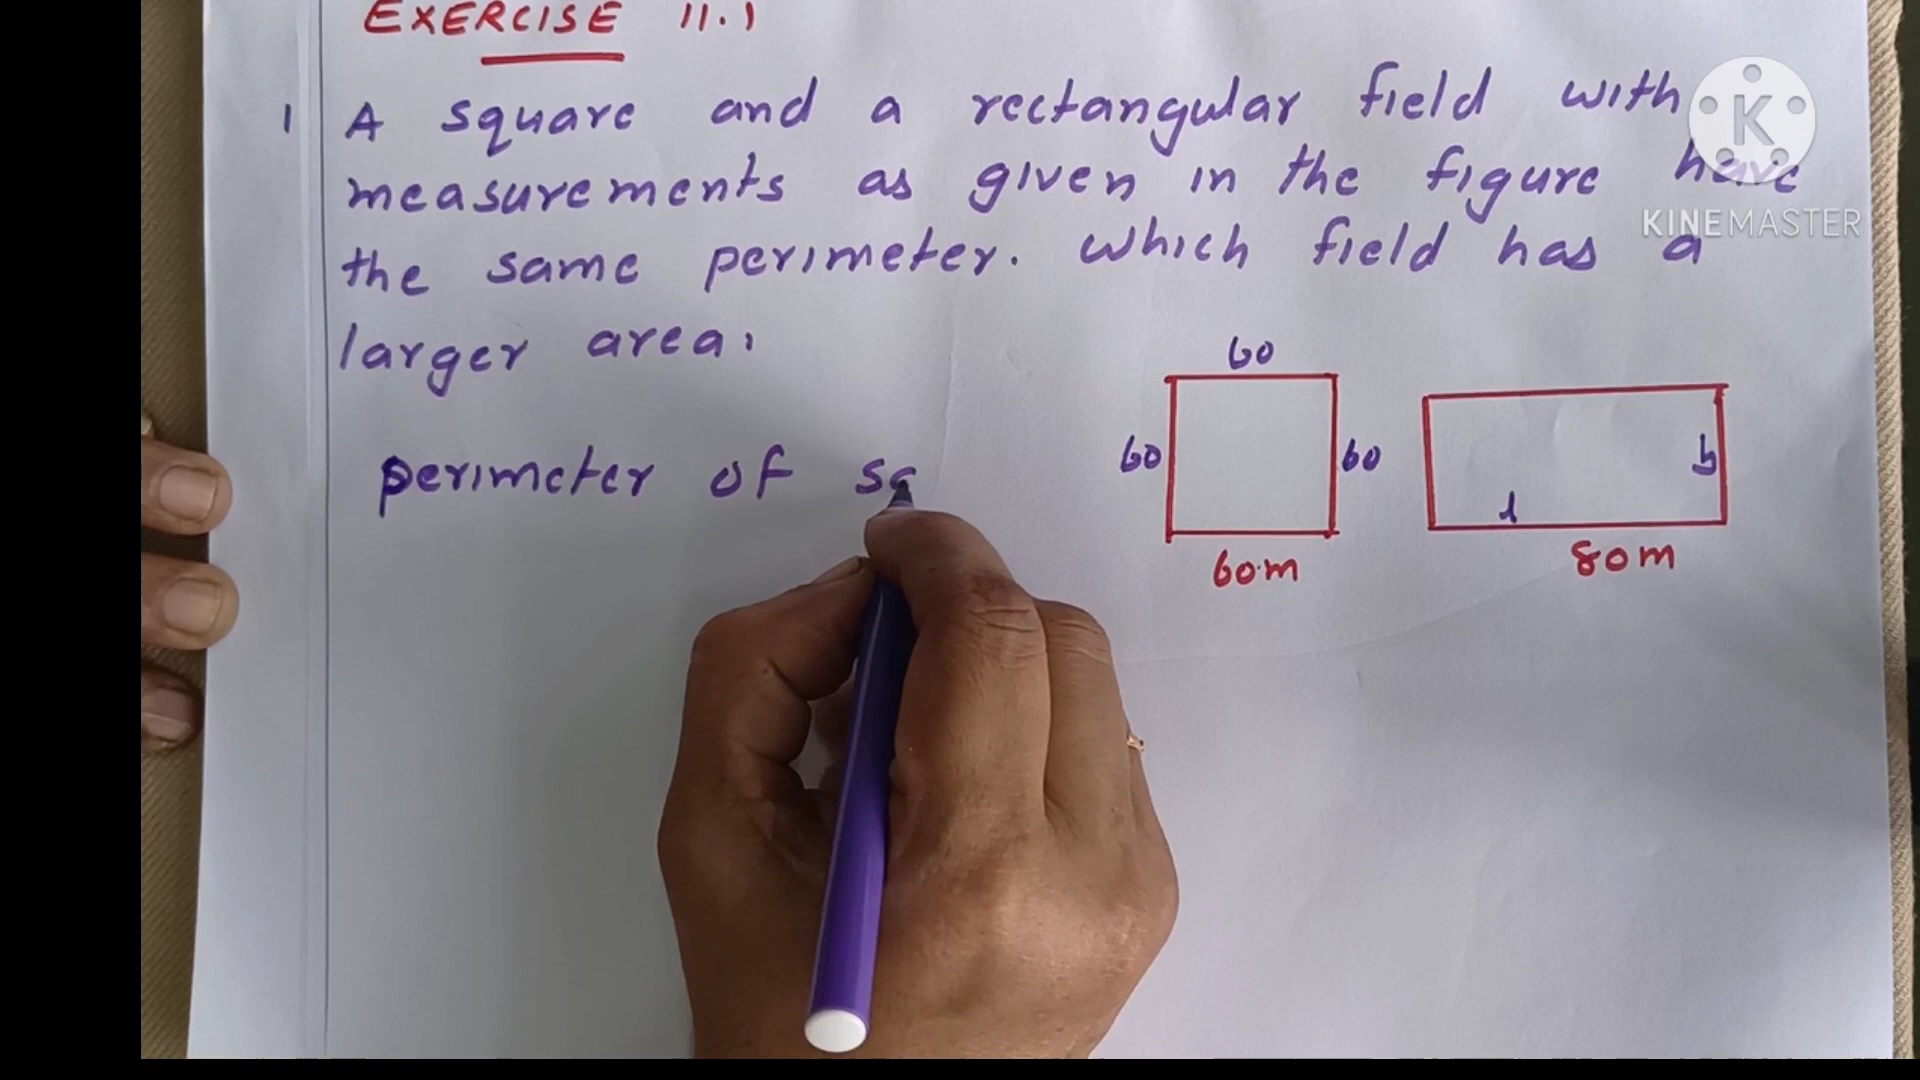 EXERCISE 11.1
1 A square and a rectangular field with
measurements as given in the figure have
the same perimeter. Which field has a
larger area.
K
KINEMASTER
60
60
60
b
l
60m
80m
perimeter of